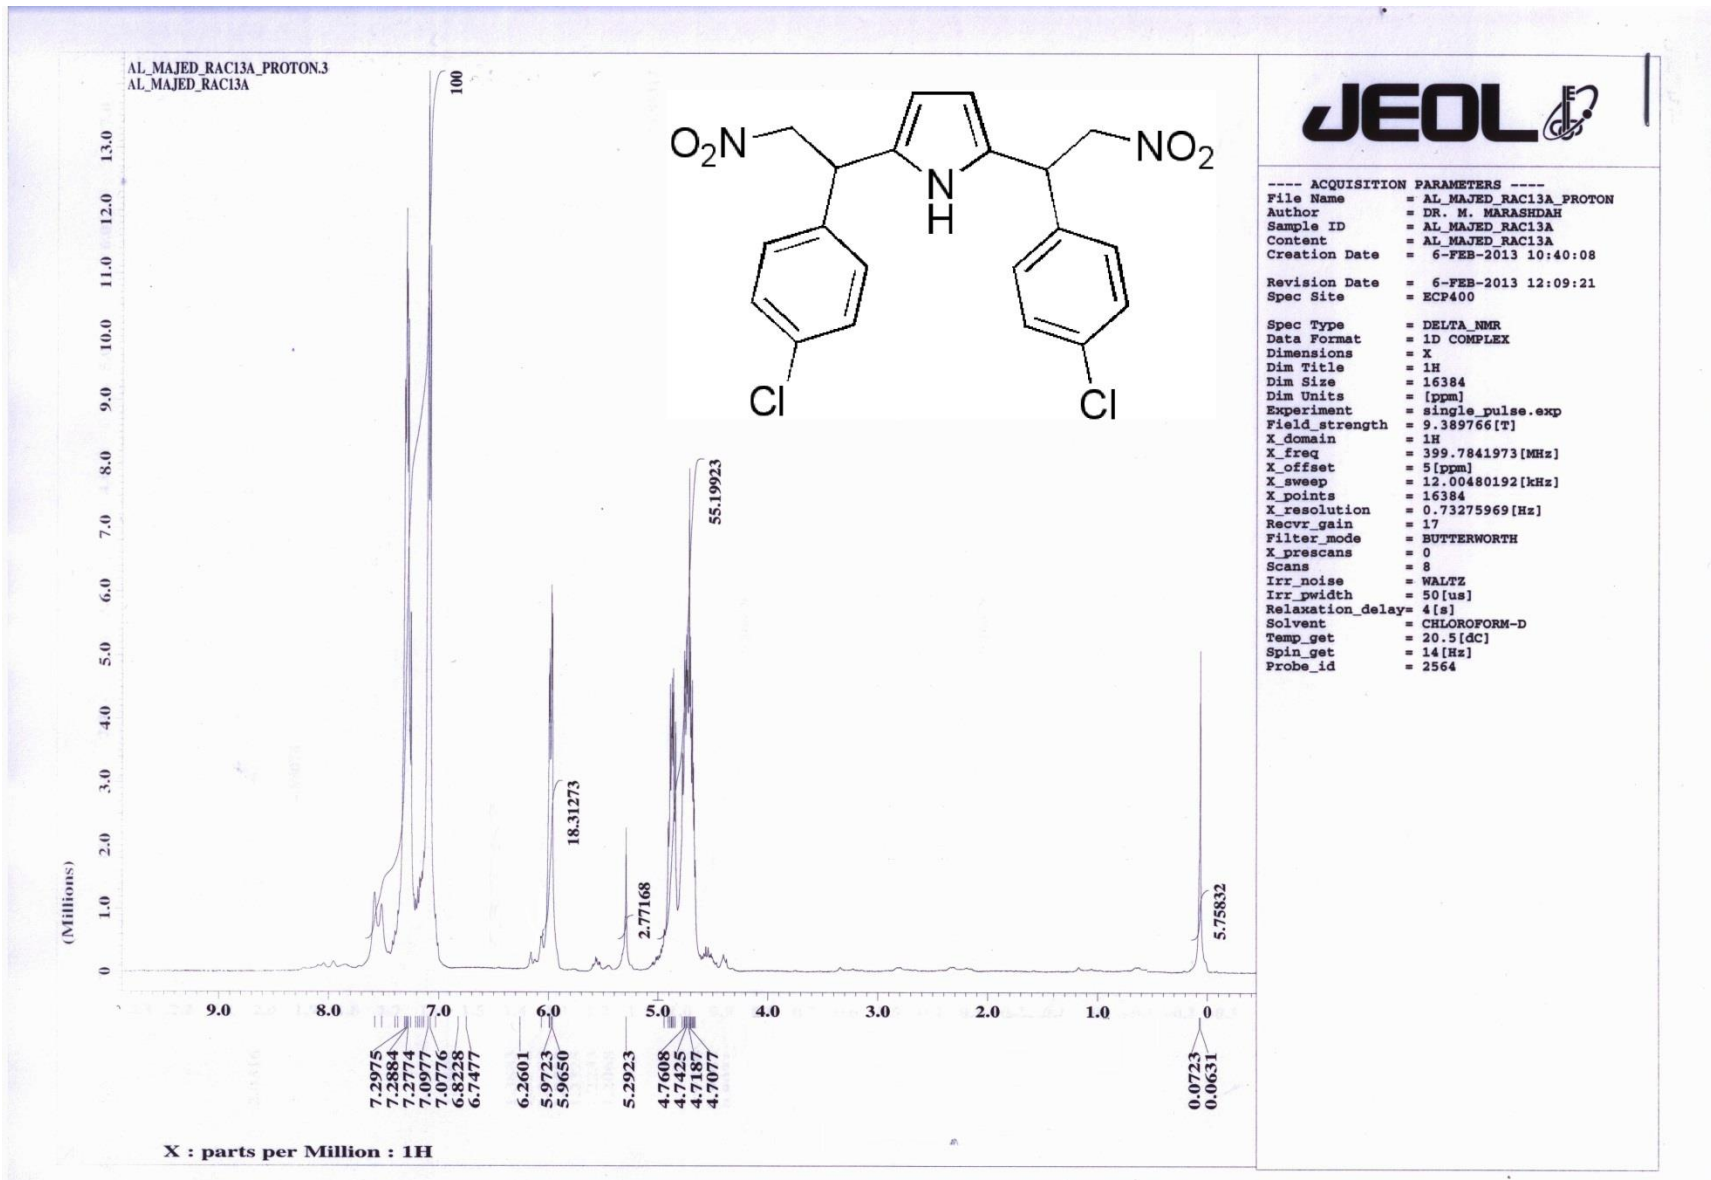 AL_MAJED_RAC13A_PROTON.3
AL_MAJED_RAC13A
(Millions)
13.0
12.0
11.0
10.0
9.0
8.0
7.0
6.0
5.0
4.0
3.0
2.0
1.0
0
100
18.31273
2.77168
55.19923
5.75832
O2N
NO2
N
H
Cl
Cl
9.0 8.0 7.0 6.0 5.0 4.0 3.0 2.0 1.0 0
7.2975
7.2884
7.2774
7.0977
7.0776
6.8228
6.7477
6.2601
5.9723
5.9650
5.2923
4.7608
4.7425
4.7187
4.7077
0.0723
0.0631
X : parts per Million : 1H
JEOL
---- ACQUISITION PARAMETERS ----
File Name = AL_MAJED_RAC13A_PROTON
Author = DR. M. MARASHDAH
Sample ID = AL_MAJED_RAC13A
Content = AL_MAJED_RAC13A
Creation Date = 6-FEB-2013 10:40:08
Revision Date = 6-FEB-2013 12:09:21
Spec Site = ECP400
Spec Type = DELTA_NMR
Data Format = 1D COMPLEX
Dimensions = X
Dim Title = 1H
Dim Size = 16384
Dim Units = [ppm]
Experiment = single_pulse.exp
Field_strength = 9.389766[T]
X_domain = 1H
X_freq = 399.7841973[MHz]
X_offset = 5[ppm]
X_sweep = 12.00480192[kHz]
X_points = 16384
X_resolution = 0.73275969[Hz]
Recvr_gain = 17
Filter_mode = BUTTERWORTH
X_prescans = 0
Scans = 8
Irr_noise = WALTZ
Irr_pwidth = 50[us]
Relaxation_delay= 4[s]
Solvent = CHLOROFORM-D
Temp_get = 20.5[dC]
Spin_get = 14[Hz]
Probe_id = 2564